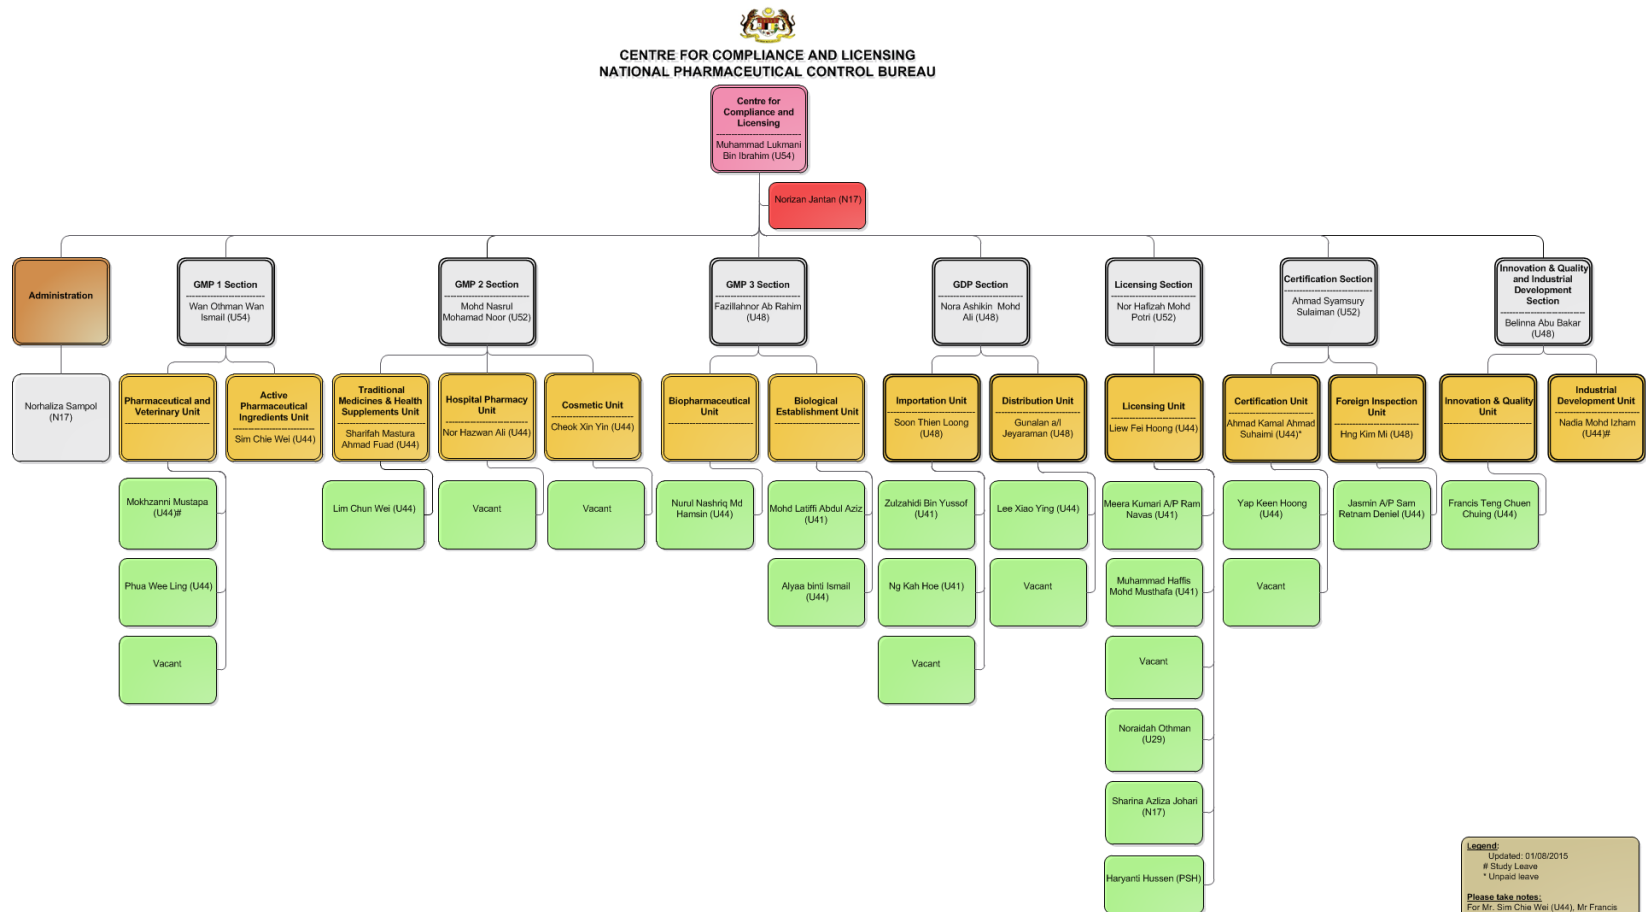 CENTRE FOR COMPLIANCE AND LICENSING
NATIONAL PHARMACEUTICAL CONTROL BUREAU
Centre for
Compliance and
Licensing
Muhammad Lukmani
Bin Ibrahim (U54)
Norizan Jantan (N17)
Administration
GMP 1 Section
Wan Othman Wan
Ismail (U54)
GMP 2 Section
Mohd Nasrul
Mohamad Noor (U52)
GMP 3 Section
Fazillahnor Ab Rahim
(U48)
GDP Section
Nora Ashikin Mohd
Ali (U48)
Licensing Section
Nor Hafizah Mohd
Potri (U52)
Certification Section
Ahmad Syamsury
Sulaiman (U52)
Innovation & Quality
and Industrial
Development
Section
Belinna Abu Bakar
(U48)
Norhaliza Sampol
(N17)
Pharmaceutical and
Veterinary Unit
Active
Pharmaceutical
Ingredients Unit
Sim Chie Wei (U44)
Traditional
Medicines & Health
Supplements Unit
Sharifah Mastura
Ahmad Fuad (U44)
Hospital Pharmacy
Unit
Nor Hazwan Ali (U44)
Cosmetic Unit
Cheok Xin Yin (U44)
Biopharmaceutical
Unit
Biological
Establishment Unit
Importation Unit
Soon Thien Loong
(U48)
Distribution Unit
Gunalan a/l
Jeyaraman (U48)
Licensing Unit
Liew Fei Hoong (U44)
Certification Unit
Ahmad Kamal Ahmad
Suhaimi (U44)*
Foreign Inspection
Unit
Hng Kim Mi (U48)
Innovation & Quality
Unit
Industrial
Development Unit
Nadia Mohd Izham
(U44)#
Mokhzanni Mustapa
(U44)#
Phua Wee Ling (U44)
Vacant
Lim Chun Wei (U44)
Vacant
Vacant
Nurul Nashriq Md
Hamsin (U44)
Mohd Latiffi Abdul Aziz
(U41)
Alyaa binti Ismail
(U44)
Zulzahidi Bin Yussof
(U41)
Ng Kah Hoe (U41)
Vacant
Lee Xiao Ying (U44)
Vacant
Meera Kumari A/P Ram
Navas (U41)
Muhammad Haffis
Mohd Musthafa (U41)
Vacant
Noraidah Othman
(U29)
Sharina Azliza Johari
(N17)
Haryanti Hussen (PSH)
Yap Keen Hoong
(U44)
Vacant
Jasmin A/P Sam
Retnam Deniel (U44)
Francis Teng Chuen
Chuing (U44)
Legend:
Updated: 01/08/2015
# Study Leave
* Unpaid leave
Please take notes:
For Mr. Sim Chie Wei (U44), Mr Francis